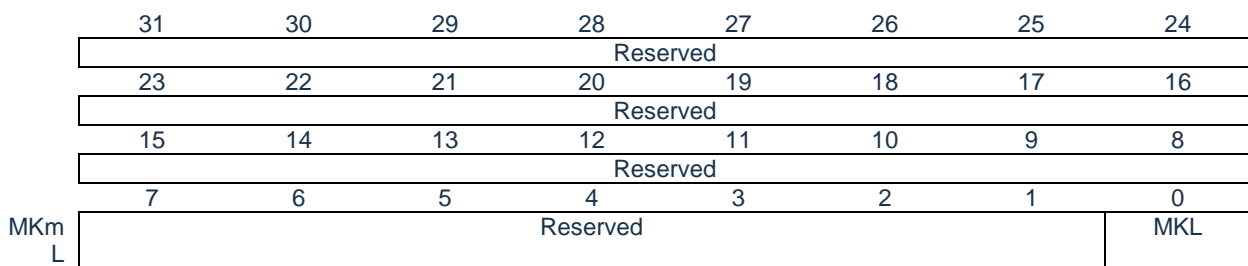 31 30 29 28 27 26 25 24
Reserved
23 22 21 20 19 18 17 16
Reserved
15 14 13 12 11 10 9 8
Reserved
7 6 5 4 3 2 1 0
MKm Reserved MKL
L